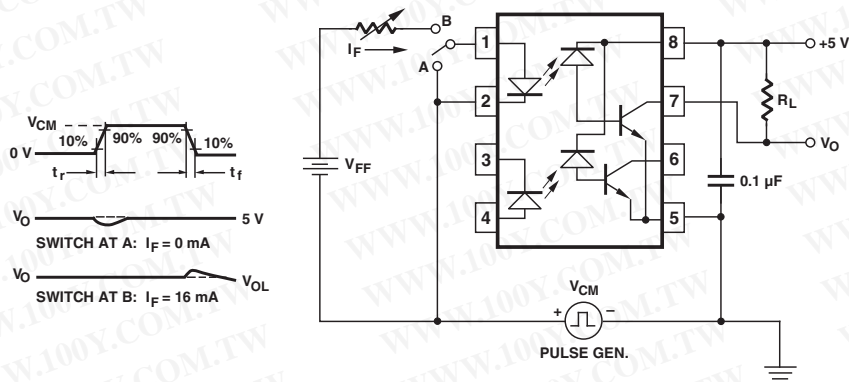 V_CM
10% 90% 90% 10%
0 V
t_r t_f
V_O 5 V
SWITCH AT A: I_F = 0 mA
V_O V_OL
SWITCH AT B: I_F = 16 mA
B
I_F
A
V_FF
1
2
3
4
8
7
6
5
+5 V
R_L
V_O
0.1 µF
V_CM
+ –
PULSE GEN.
WWW.100Y.COM.TW